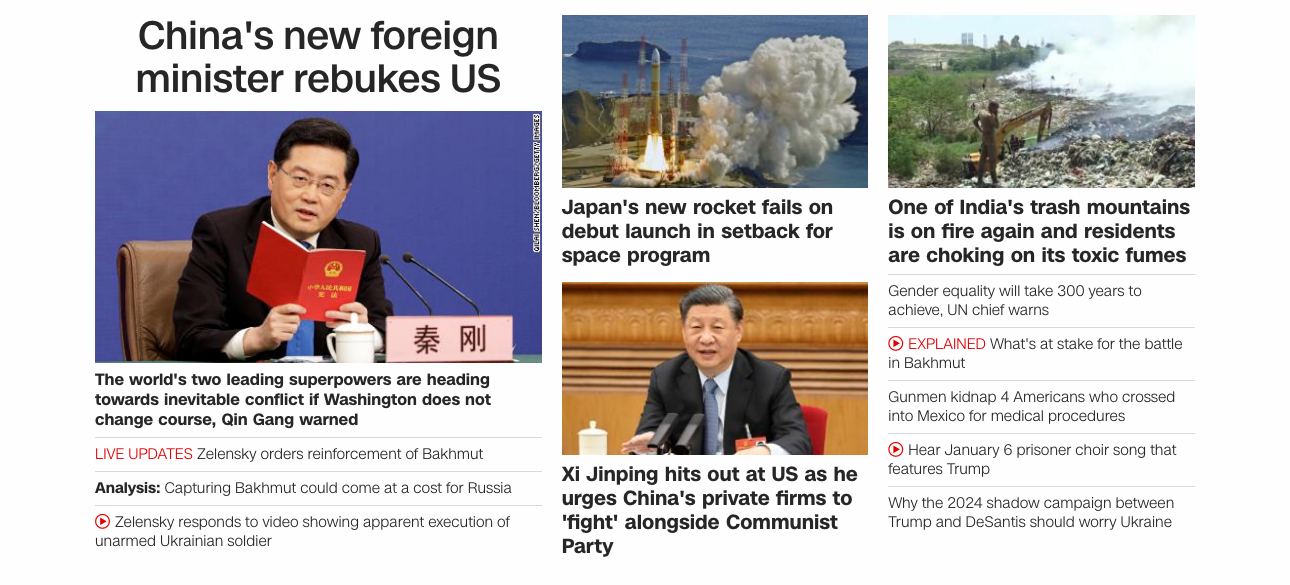 China's new foreign
minister rebukes US
QILAI SHEN/BLOOMBERG/GETTY IMAGES
中华人民共和国
宪法
秦 刚
The world's two leading superpowers are heading
towards inevitable conflict if Washington does not
change course, Qin Gang warned
LIVE UPDATES Zelensky orders reinforcement of Bakhmut
Analysis: Capturing Bakhmut could come at a cost for Russia
Zelensky responds to video showing apparent execution of
unarmed Ukrainian soldier
Japan's new rocket fails on
debut launch in setback for
space program
Xi Jinping hits out at US as he
urges China's private firms to
'fight' alongside Communist
Party
One of India's trash mountains
is on fire again and residents
are choking on its toxic fumes
Gender equality will take 300 years to
achieve, UN chief warns
EXPLAINED What's at stake for the battle
in Bakhmut
Gunmen kidnap 4 Americans who crossed
into Mexico for medical procedures
Hear January 6 prisoner choir song that
features Trump
Why the 2024 shadow campaign between
Trump and DeSantis should worry Ukraine